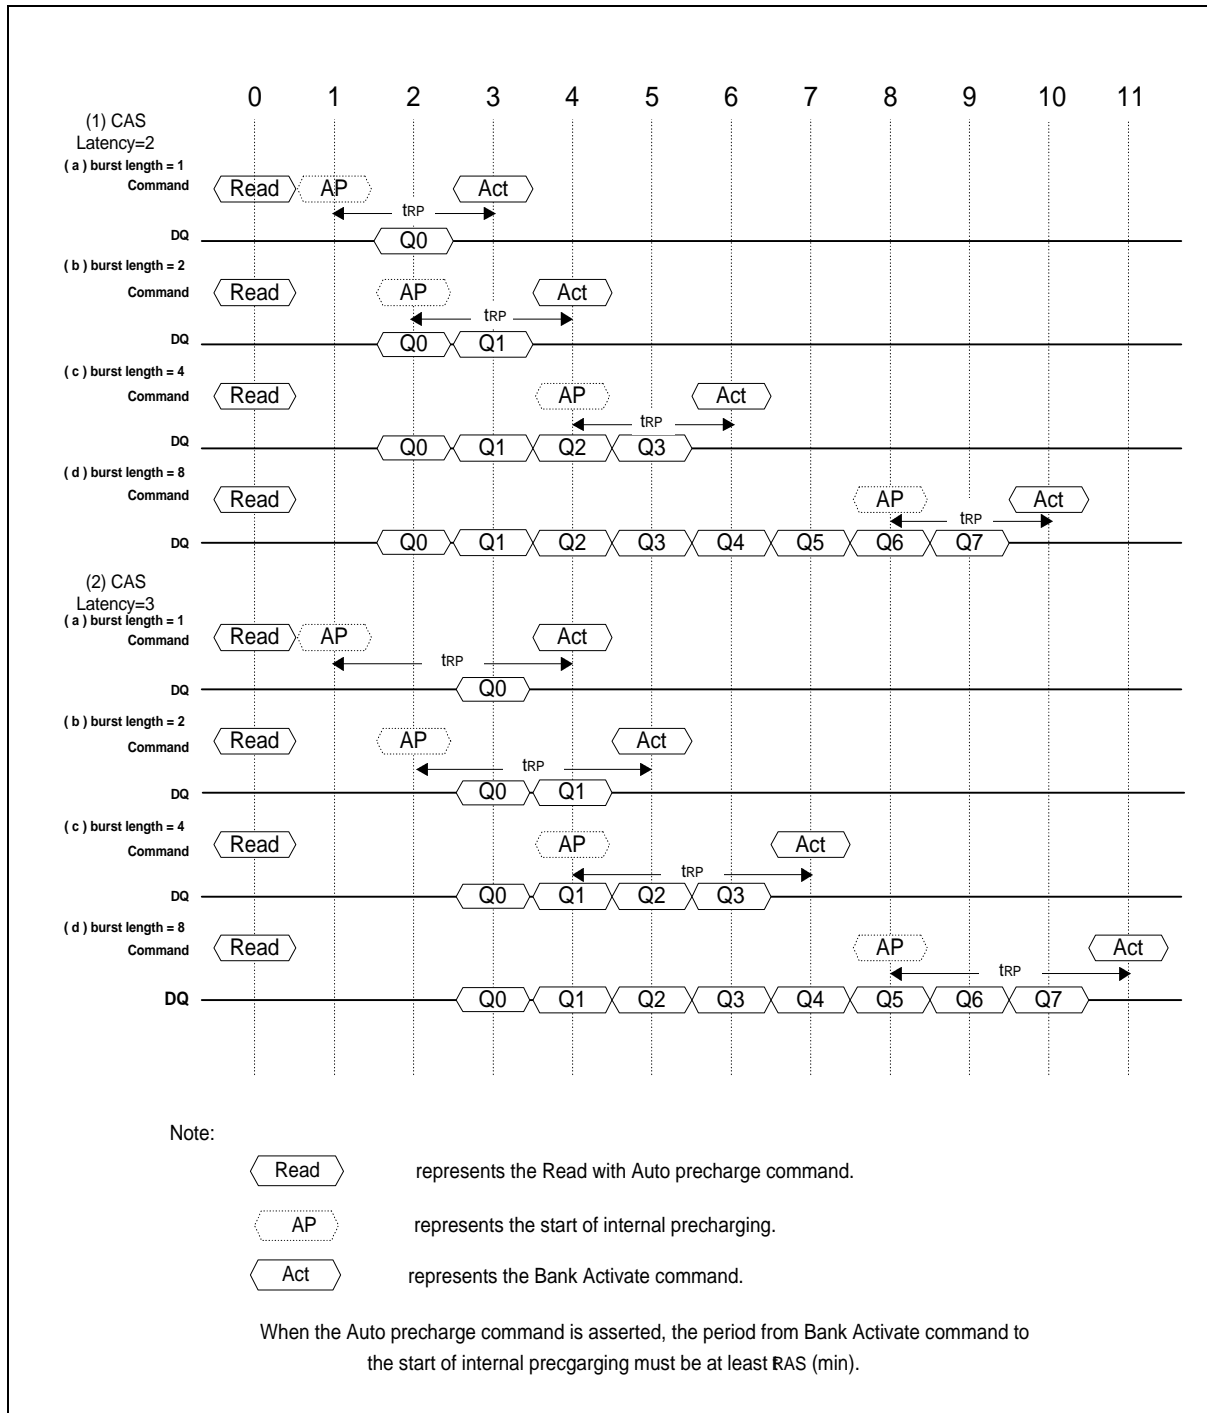 0 1 2 3 4 5 6 7 8 9 10 11
(1) CAS
Latency=2
( a ) burst length = 1
Command Read AP Act
tRP
DQ Q0
( b ) burst length = 2
Command Read AP Act
tRP
DQ Q0 Q1
( c ) burst length = 4
Command Read AP Act
tRP
DQ Q0 Q1 Q2 Q3
( d ) burst length = 8
Command Read AP Act
tRP
DQ Q0 Q1 Q2 Q3 Q4 Q5 Q6 Q7
(2) CAS
Latency=3
( a ) burst length = 1
Command Read AP Act
tRP
DQ Q0
( b ) burst length = 2
Command Read AP Act
tRP
DQ Q0 Q1
( c ) burst length = 4
Command Read AP Act
tRP
DQ Q0 Q1 Q2 Q3
( d ) burst length = 8
Command Read AP Act
tRP
DQ Q0 Q1 Q2 Q3 Q4 Q5 Q6 Q7
Note:
Read represents the Read with Auto precharge command.
AP represents the start of internal precharging.
Act represents the Bank Activate command.
When the Auto precharge command is asserted, the period from Bank Activate command to
the start of internal precgarging must be at least tRAS (min).